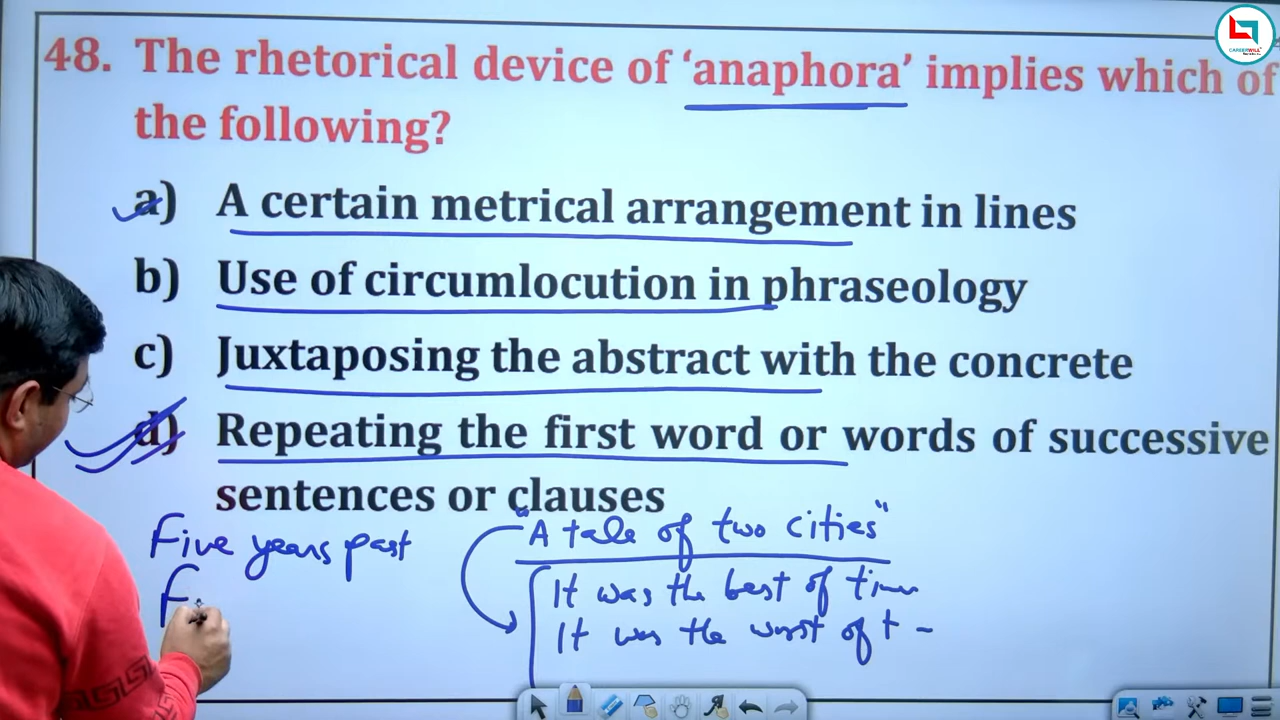 CAREERWILL
48. The rhetorical device of ‘anaphora’ implies which of
the following?
a) A certain metrical arrangement in lines
b) Use of circumlocution in phraseology
c) Juxtaposing the abstract with the concrete
d) Repeating the first word or words of successive
sentences or clauses
"A tale of two cities"
Five years past
It was the best of
It was the worst of t -